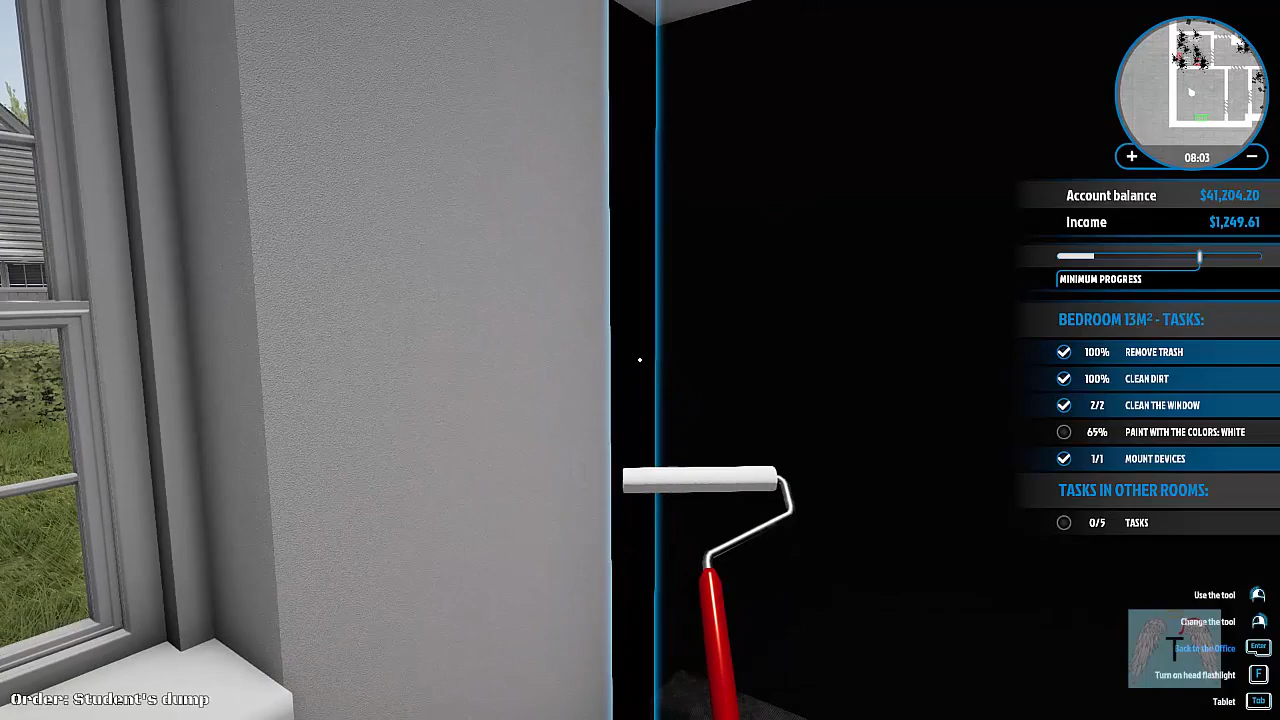 + 08:03 −
Account balance $41,204.20
Income $1,249.61
MINIMUM PROGRESS
BEDROOM 13M² - TASKS:
100% REMOVE TRASH
100% CLEAN DIRT
2/2 CLEAN THE WINDOW
65% PAINT WITH THE COLORS: WHITE
1/1 MOUNT DEVICES
TASKS IN OTHER ROOMS:
0/5 TASKS
Use the tool
Change the tool
Back to the Office Enter
T
Turn on head flashlight F
Tablet Tab
Order: Student's dump